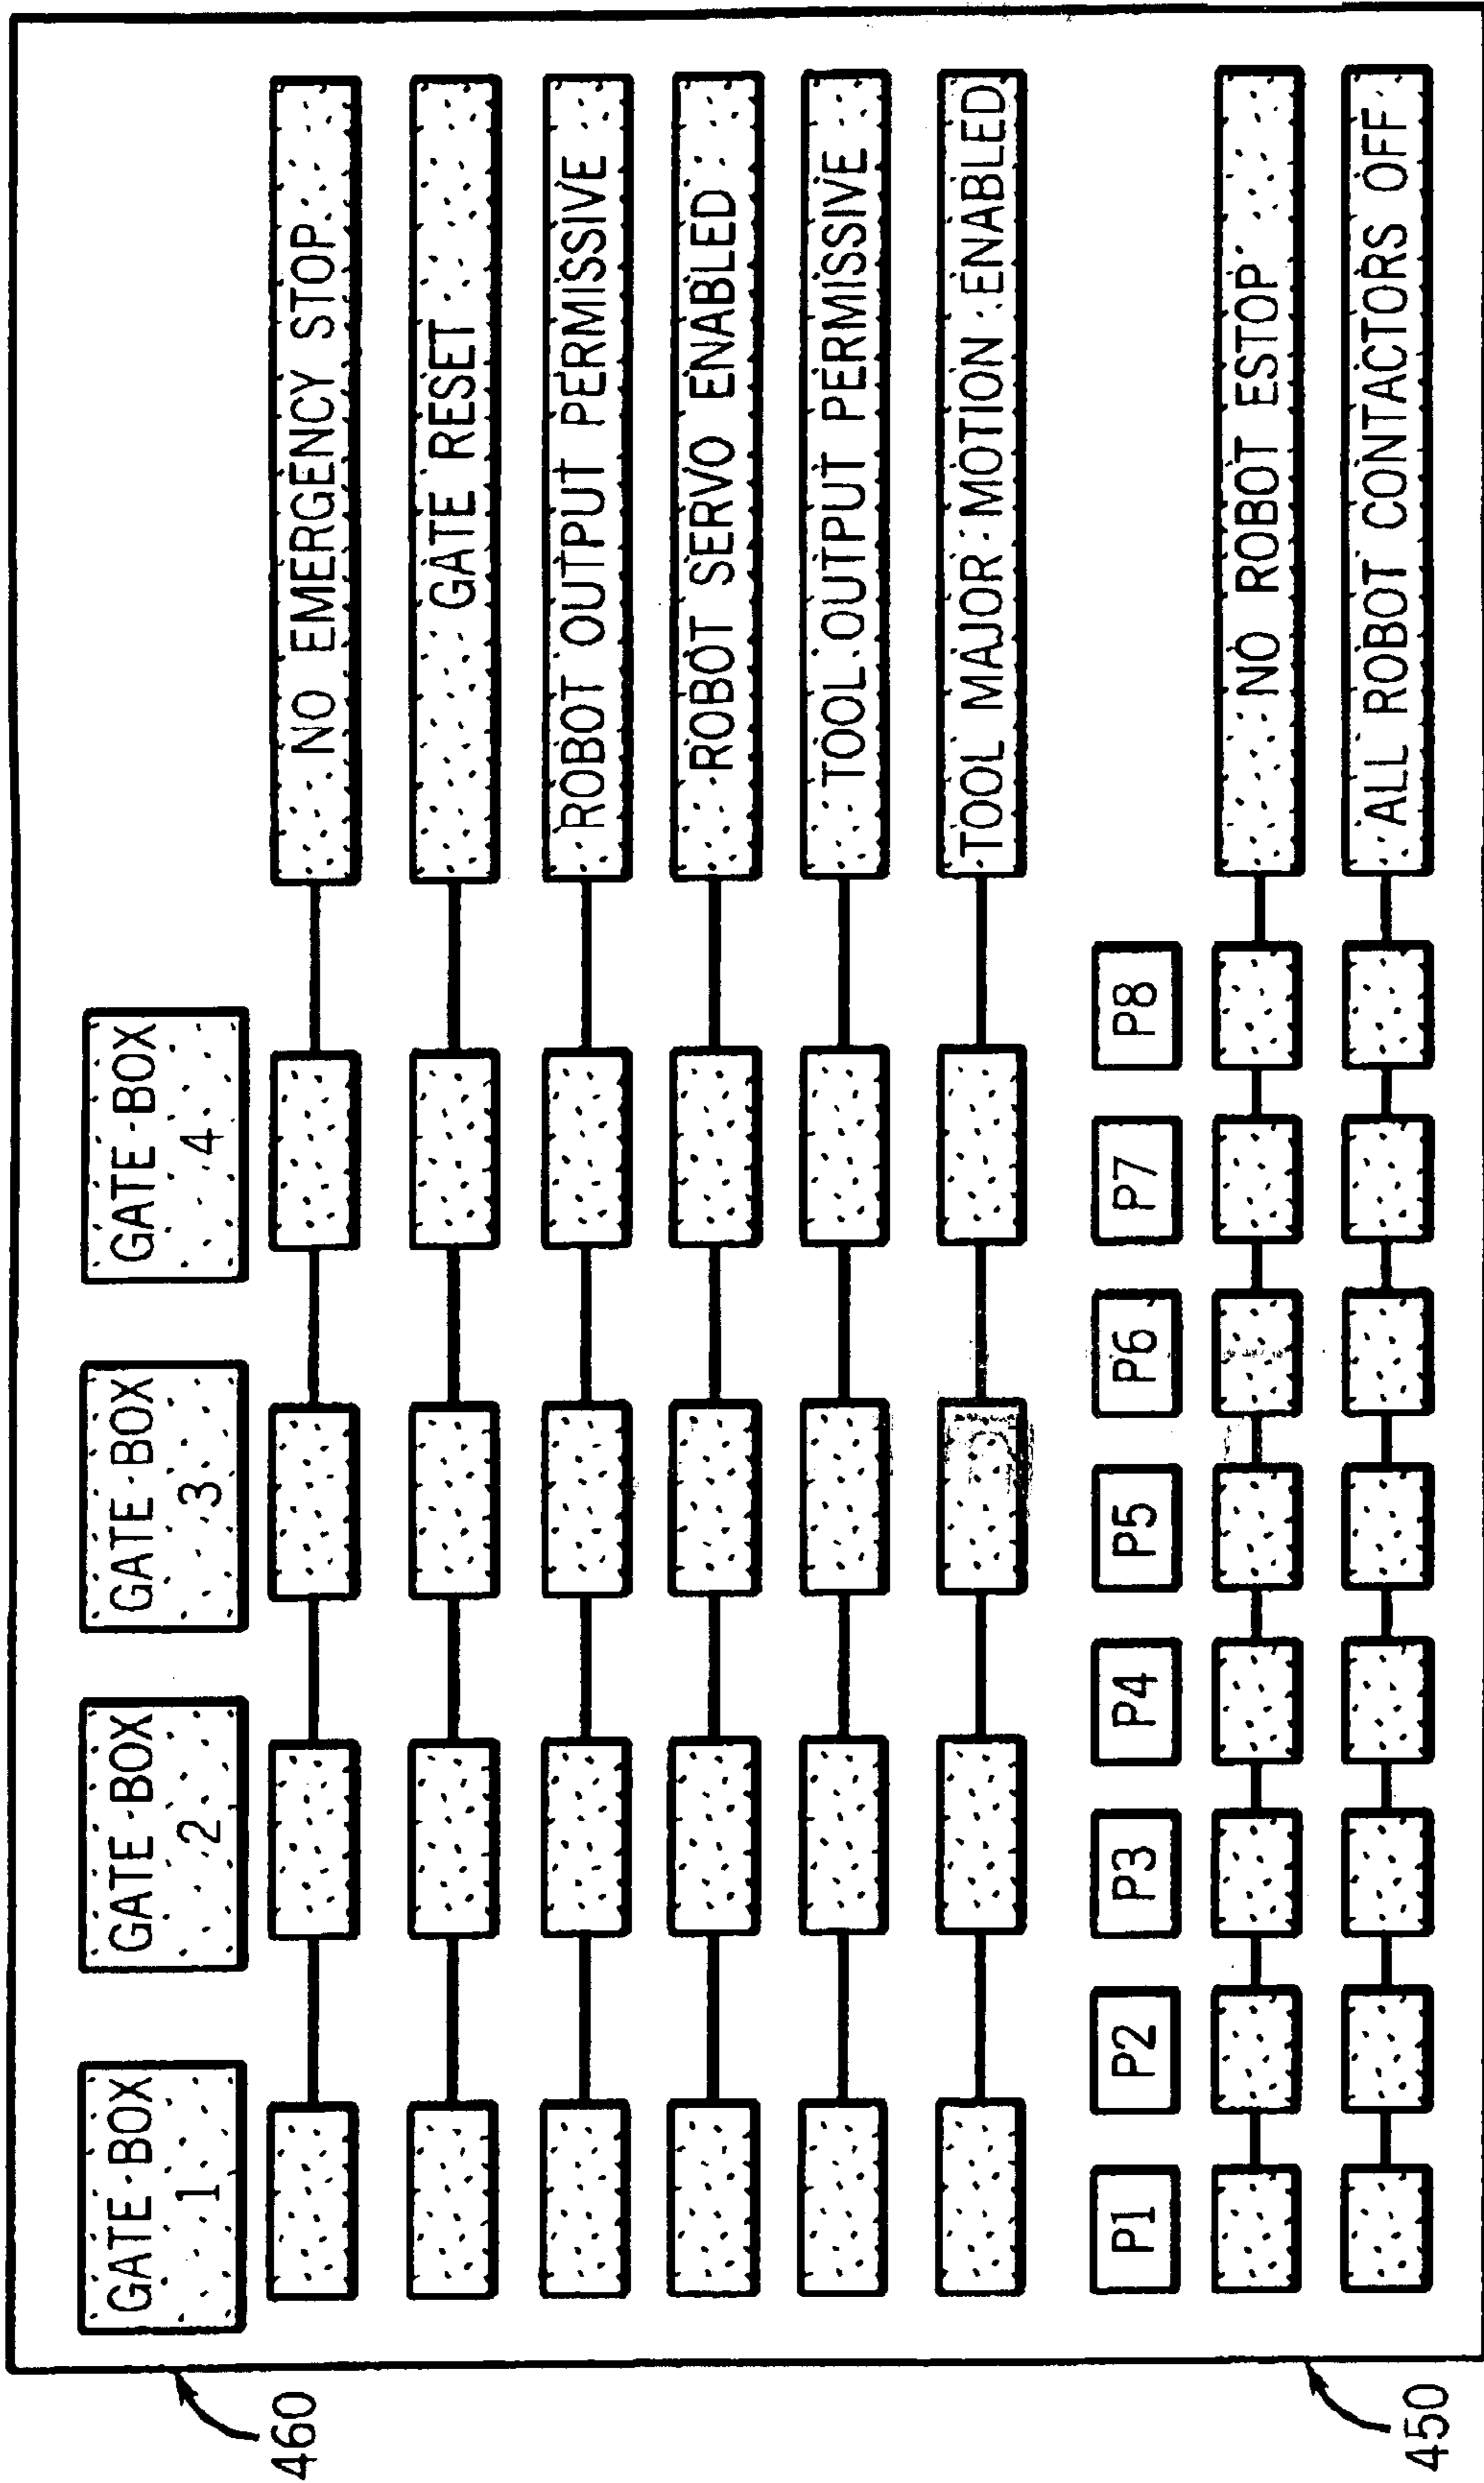 GATE BOX
1
GATE BOX
2
GATE BOX
3
GATE BOX
4
NO EMERGENCY STOP
GATE RESET
ROBOT OUTPUT PERMISSIVE
ROBOT SERVO ENABLED
TOOL OUTPUT PERMISSIVE
TOOL MAJOR MOTION ENABLED
P1
P2
P3
P4
P5
P6
P7
P8
NO ROBOT ESTOP
ALL ROBOT CONTACTORS OFF
460
450